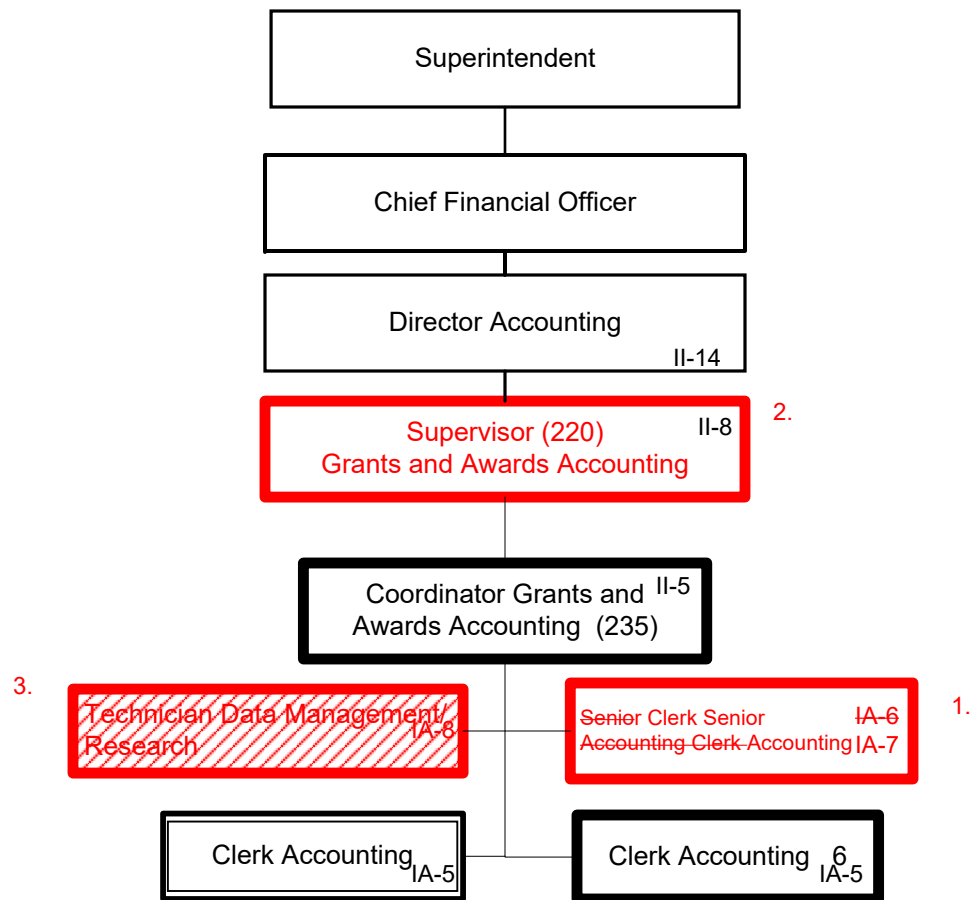 Superintendent
Chief Financial Officer
Director Accounting
II-14
2.
Supervisor (220)
II-8
Grants and Awards Accounting
Coordinator Grants and
II-5
Awards Accounting (235)
3.
Technician Data Management/
IA-8
Research
1.
Senior Clerk Senior
IA-6
Accounting Clerk Accounting
IA-7
Clerk Accounting
IA-5
Clerk Accounting 6
IA-5